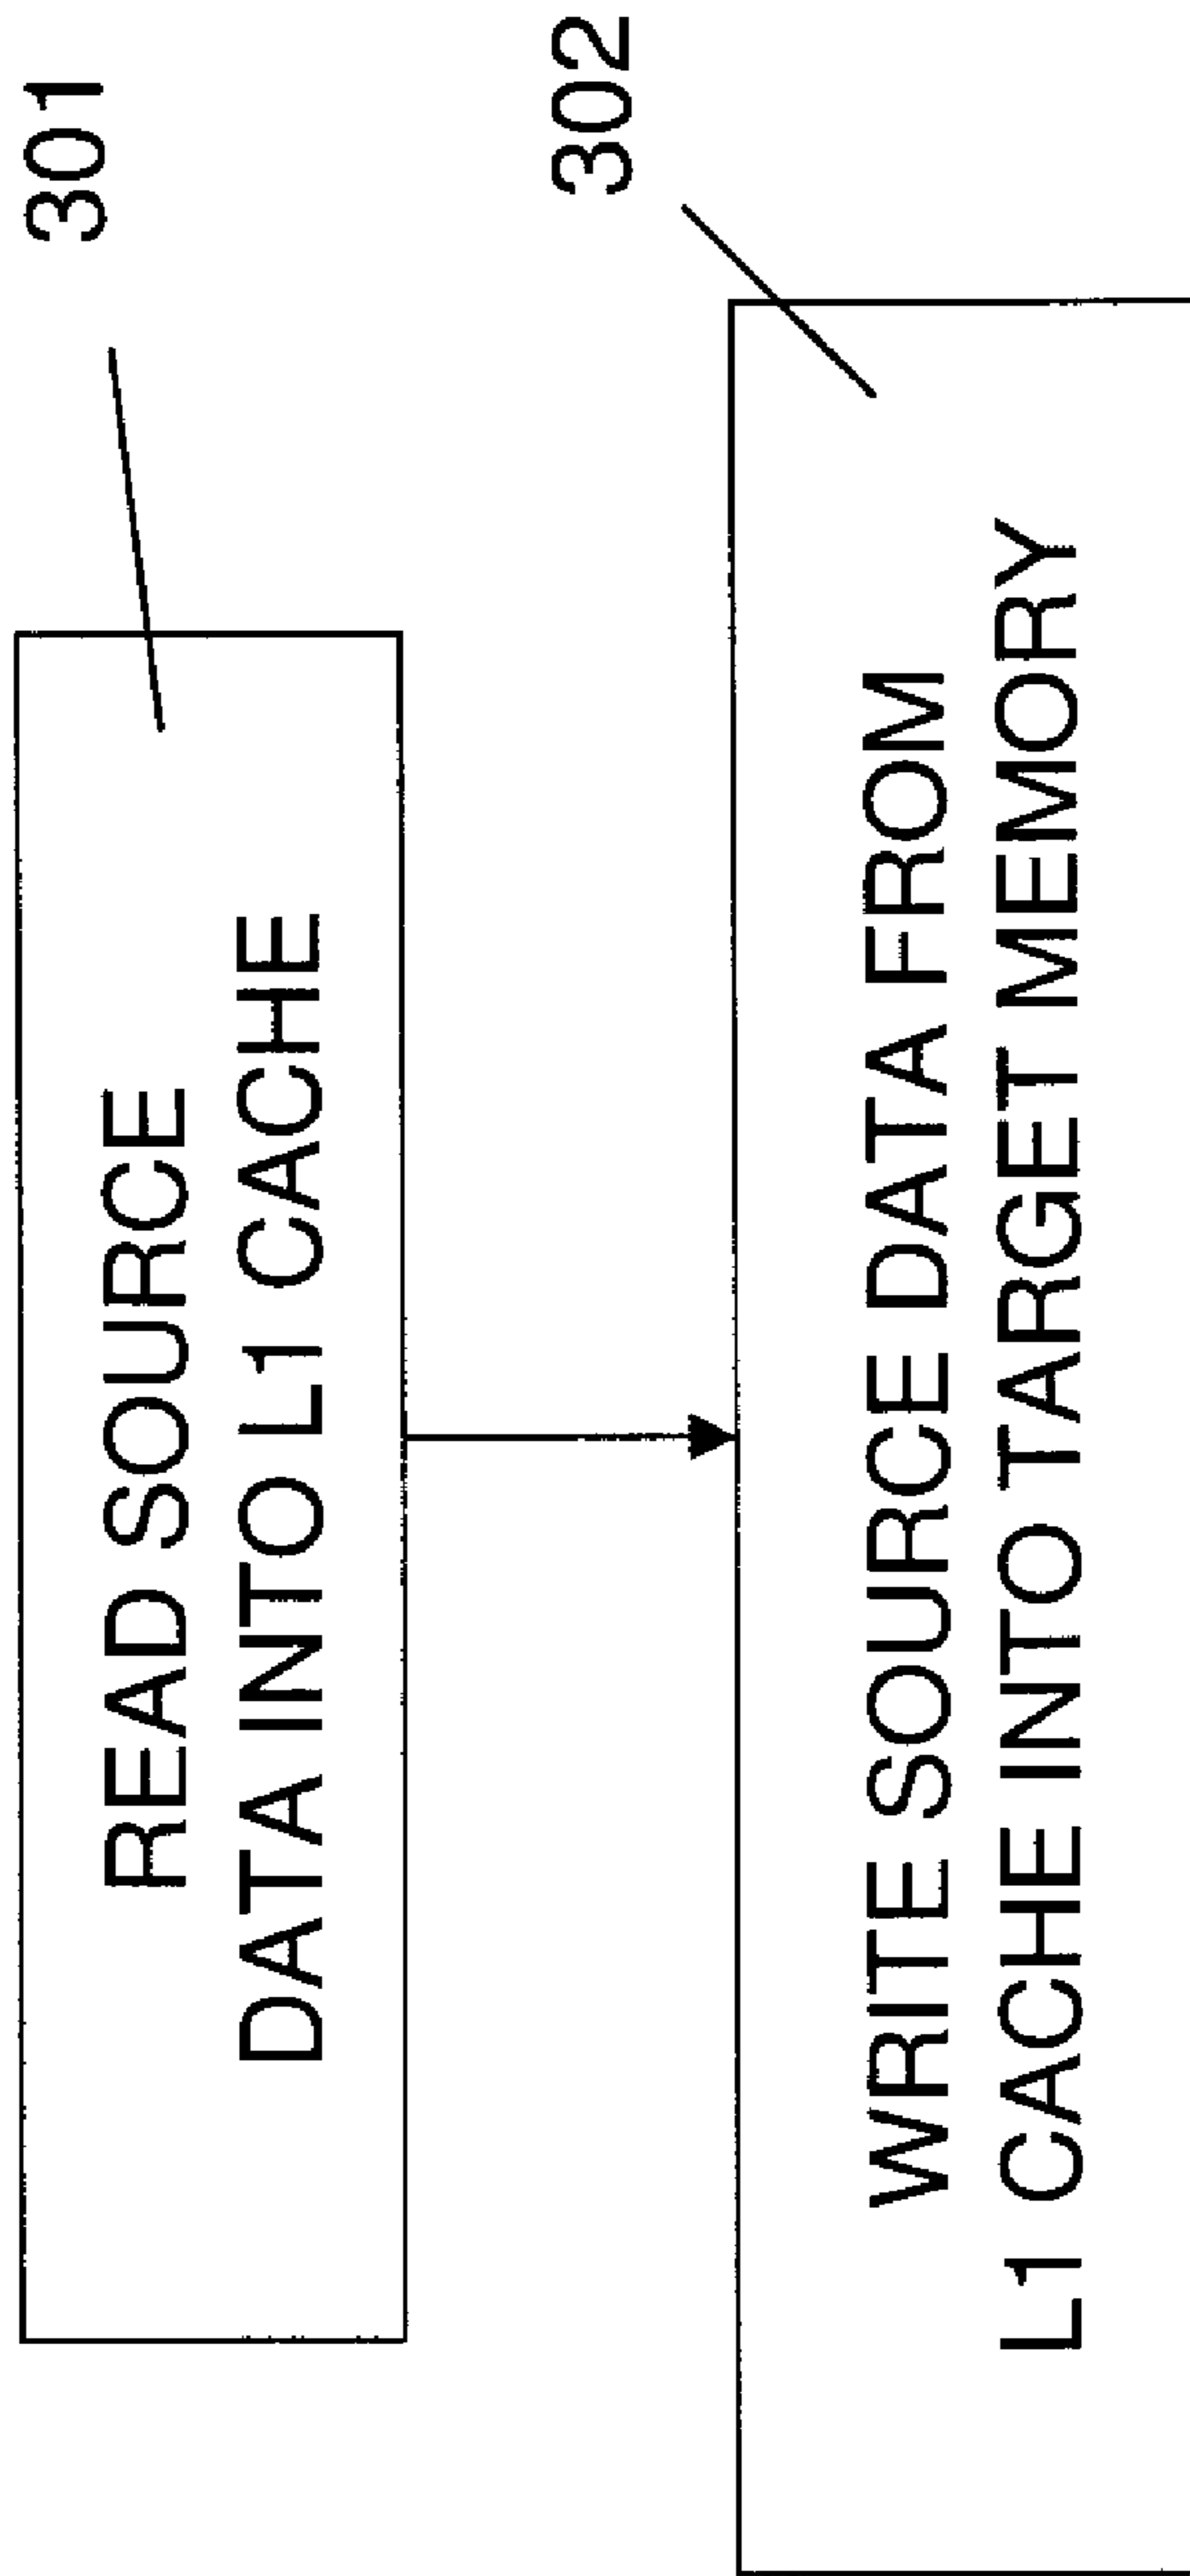 301
READ SOURCE
DATA INTO L1 CACHE
302
WRITE SOURCE DATA FROM
L1 CACHE INTO TARGET MEMORY